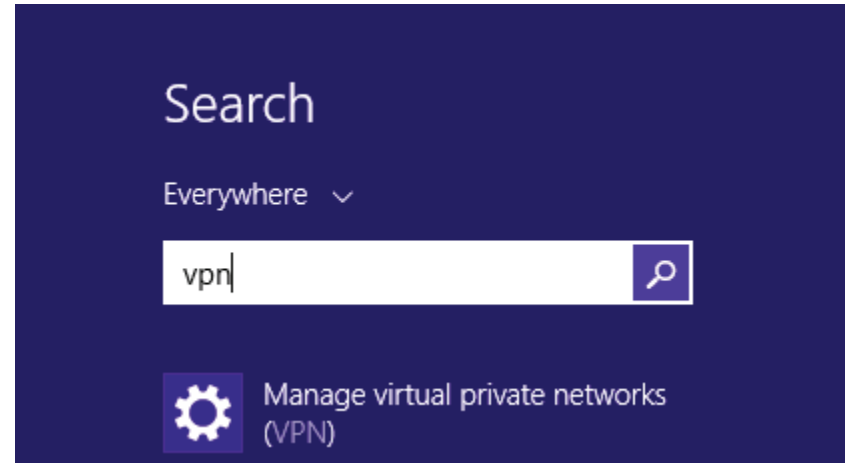 Search
Everywhere
vpn
Manage virtual private networks
(VPN)